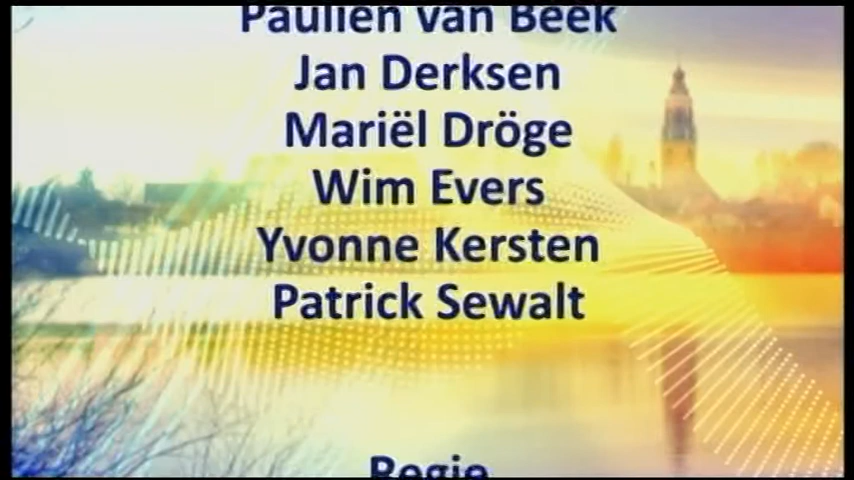 Paulien van Beek
Jan Derksen
Mariël Dröge
Wim Evers
Yvonne Kersten
Patrick Sewalt
Regie